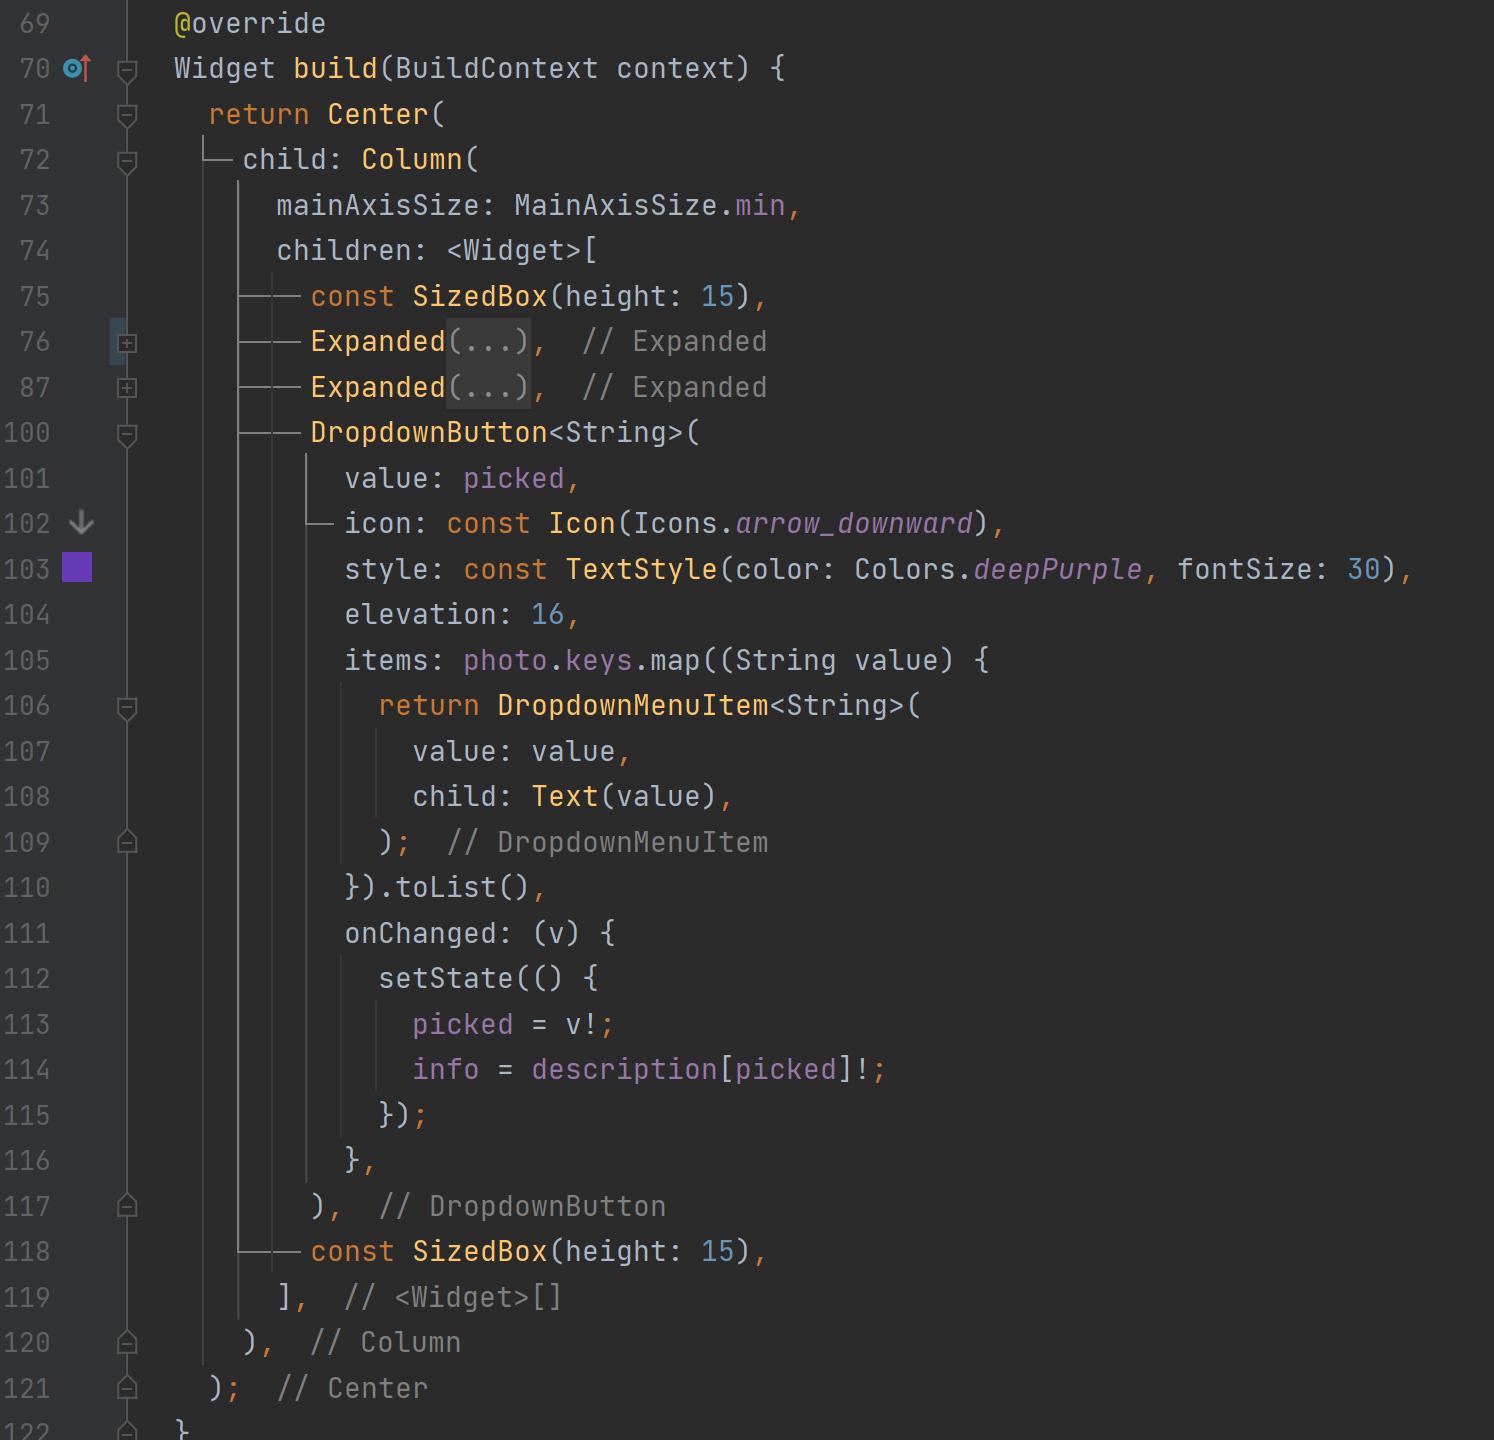 69 @override
70 Widget build(BuildContext context) {
71 return Center(
72 child: Column(
73 mainAxisSize: MainAxisSize.min,
74 children: <Widget>[
75 const SizedBox(height: 15),
76 Expanded(...), // Expanded
87 Expanded(...), // Expanded
100 DropdownButton<String>(
101 value: picked,
102 icon: const Icon(Icons.arrow_downward),
103 style: const TextStyle(color: Colors.deepPurple, fontSize: 30),
104 elevation: 16,
105 items: photo.keys.map((String value) {
106 return DropdownMenuItem<String>(
107 value: value,
108 child: Text(value),
109 ); // DropdownMenuItem
110 }).toList(),
111 onChanged: (v) {
112 setState(() {
113 picked = v!;
114 info = description[picked]!;
115 });
116 },
117 ), // DropdownButton
118 const SizedBox(height: 15),
119 ], // <Widget>[]
120 ), // Column
121 ); // Center
122 }